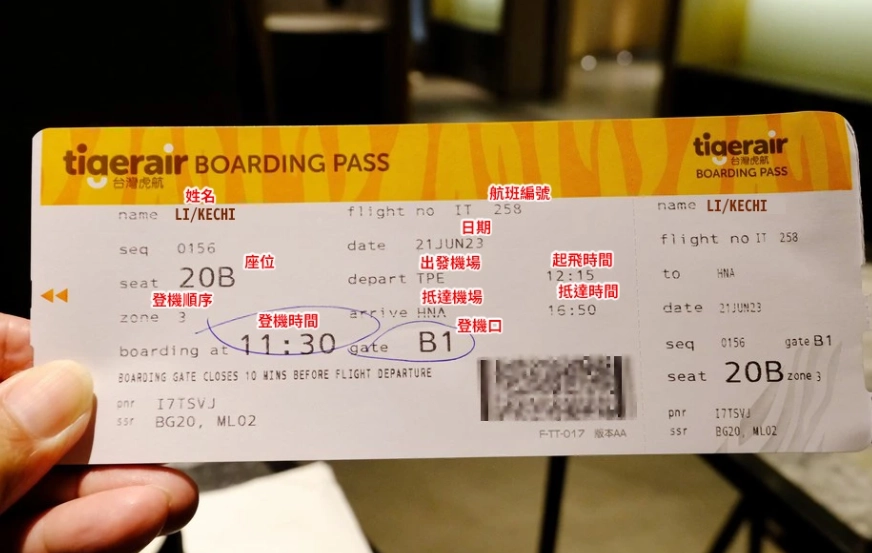 tigerair BOARDING PASS
台灣虎航
tigerair
台灣虎航
BOARDING PASS
姓名
name LI/KECHI
航班編號
flight no IT 258
seq 0156
日期
date 21JUN23
座位
seat 20B
出發機場 起飛時間
depart TPE 12:15
登機順序
zone 3
抵達機場 抵達時間
arrive HNA 16:50
登機時間
boarding at 11:30
登機口
gate B1
BOARDING GATE CLOSES 10 MINS BEFORE FLIGHT DEPARTURE
pnr I7TSVJ
ssr BG20, ML02
F-TT-017 版本AA
name LI/KECHI
flight no IT 258
to HNA
date 21JUN23
seq 0156 gate B1
seat 20B zone 3
pnr I7TSVJ
ssr BG20, ML02